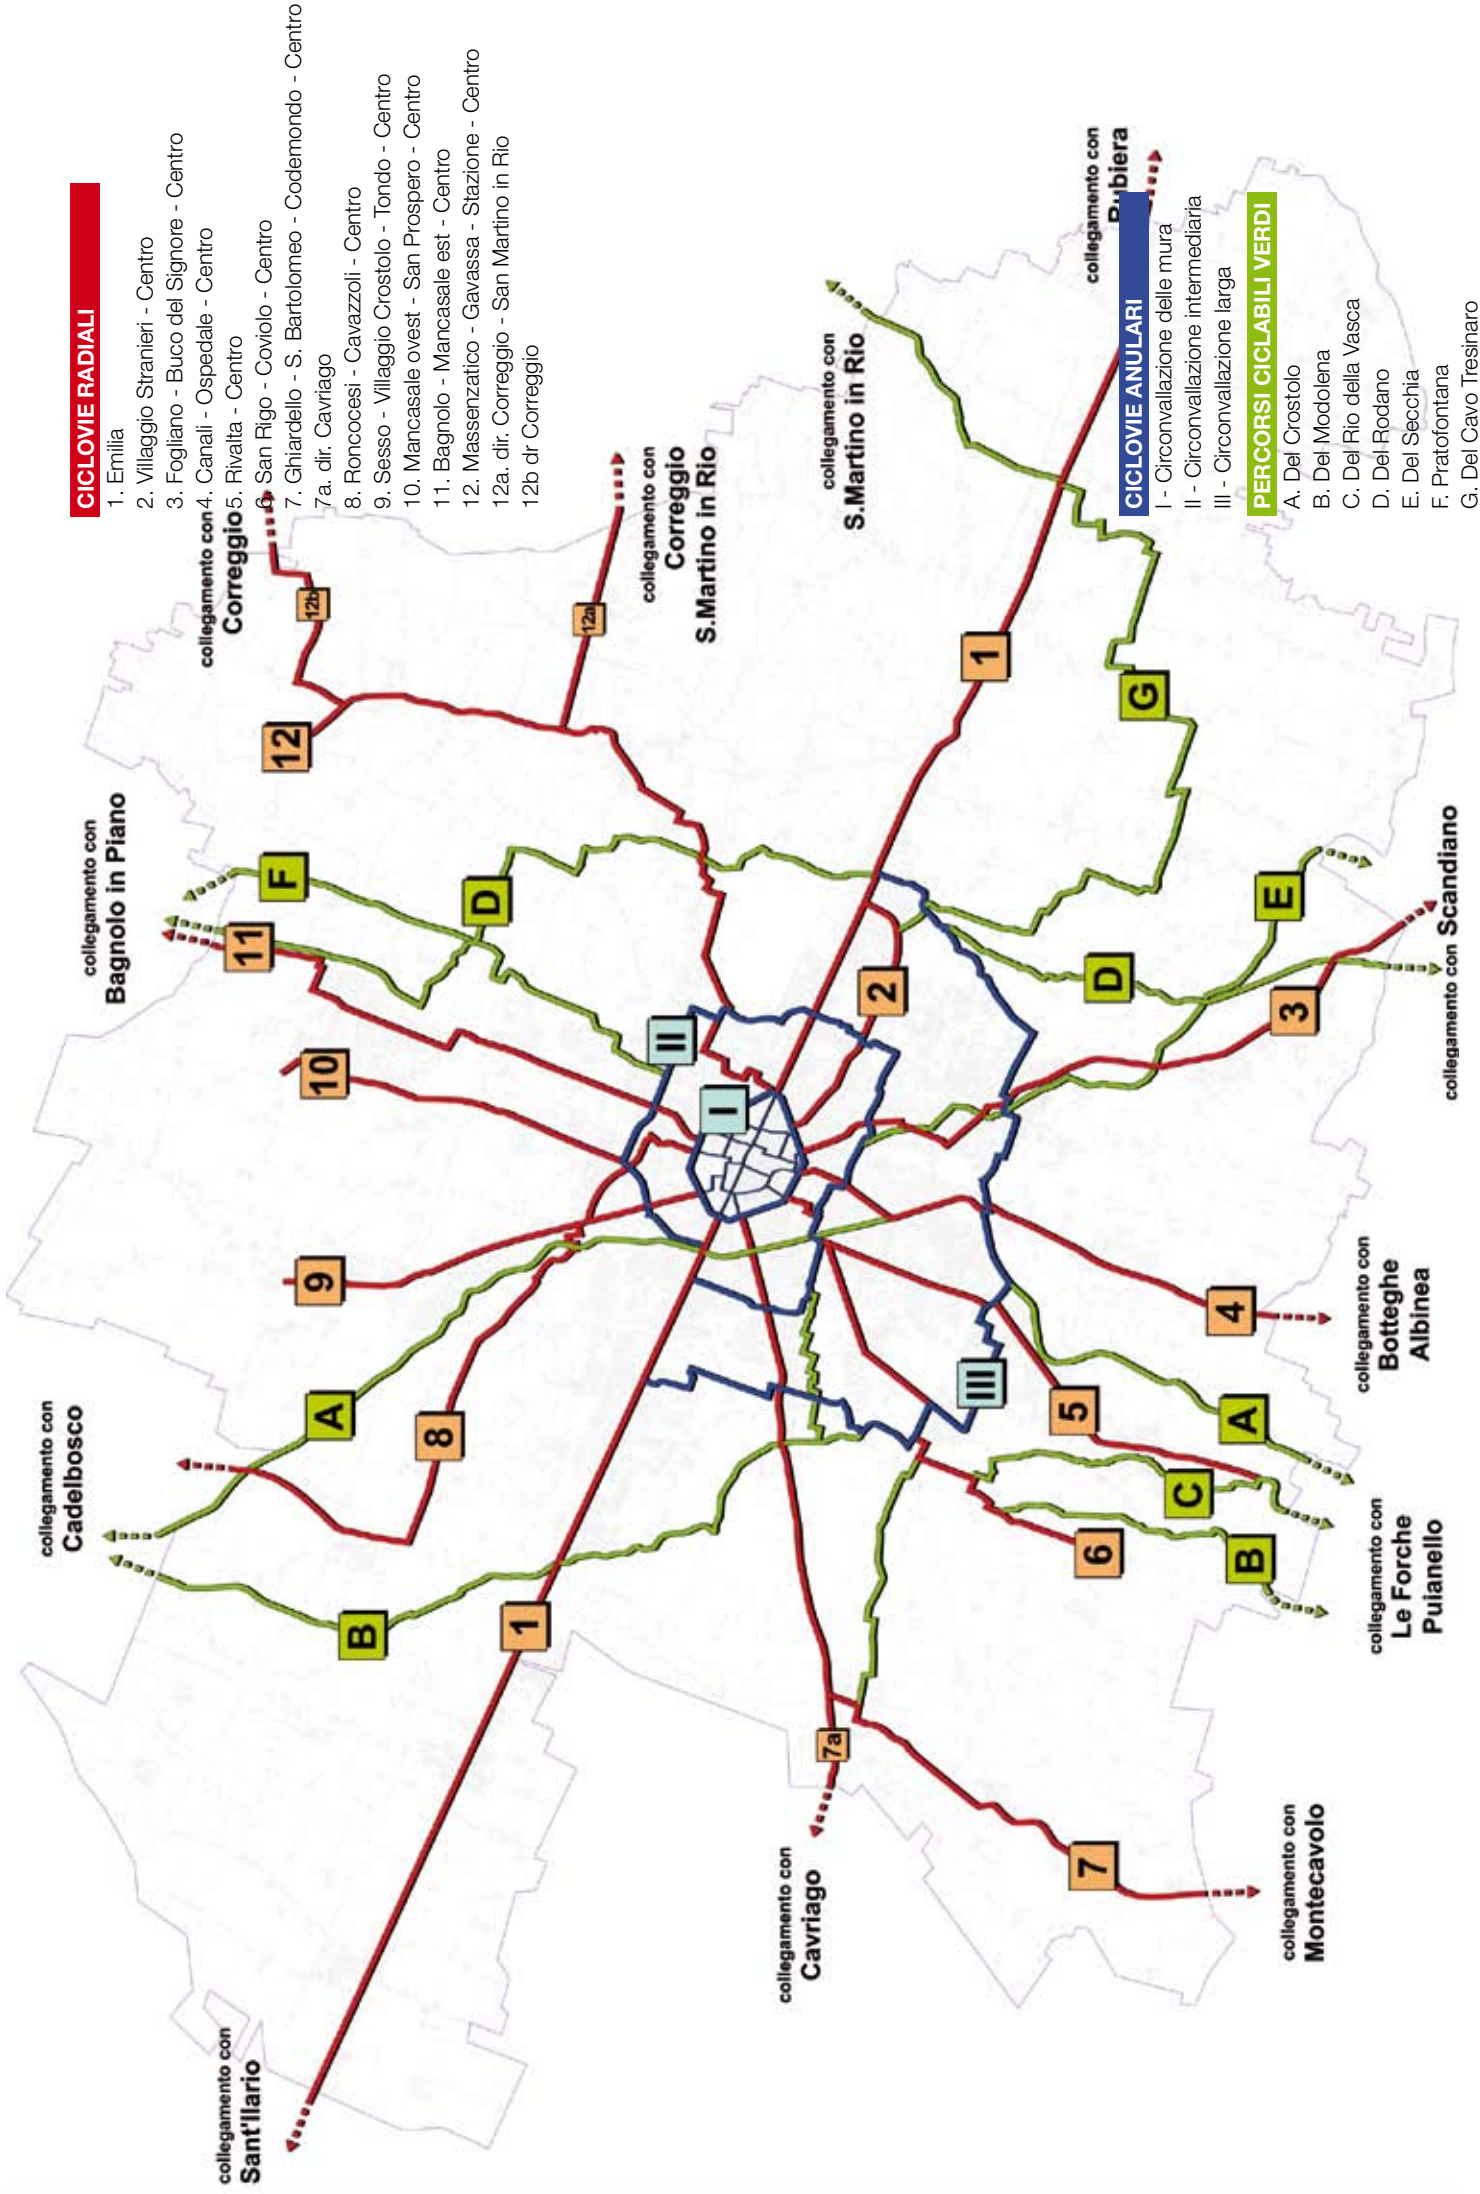 CICLOVIE RADIALI
1. Emilia
2. Villaggio Stranieri - Centro
3. Fogliano - Buco del Signore - Centro
4. Canali - Ospedale - Centro
5. Rivalta - Centro
6. San Rigo - Coviolo - Centro
7. Ghiardello - S. Bartolomeo - Codemondo - Centro
7a. dir. Cavriago
8. Roncocesi - Cavazzoli - Centro
9. Sesso - Villaggio Crostolo - Tondo - Centro
10. Mancasale ovest - San Prospero - Centro
11. Bagnolo - Mancasale est - Centro
12. Massenzatico - Gavassa - Stazione - Centro
12a. dir. Correggio - San Martino in Rio
12b dr Correggio
CICLOVIE ANULARI
I - Circonvallazione delle mura
II - Circonvallazione intermediaria
III - Circonvallazione larga
PERCORSI CICLABILI VERDI
A. Del Crostolo
B. Del Modolena
C. Del Rio della Vasca
D. Del Rodano
E. Del Secchia
F. Pratofontana
G. Del Cavo Tresinaro
collegamento con
Sant'Ilario
collegamento con
Cadelbosco
collegamento con
Bagnolo in Piano
collegamento con
Correggio
collegamento con
Correggio
S.Martino in Rio
collegamento con
S.Martino in Rio
collegamento con
Rubiera
collegamento con Scandiano
collegamento con
Botteghe
Albinea
collegamento con
Le Forche
Puianello
collegamento con
Montecavolo
collegamento con
Cavriago
1
B
A
8
9
10
11
F
D
12
12b
12a
I
II
2
1
G
D
E
3
4
III
5
A
C
B
6
7a
7